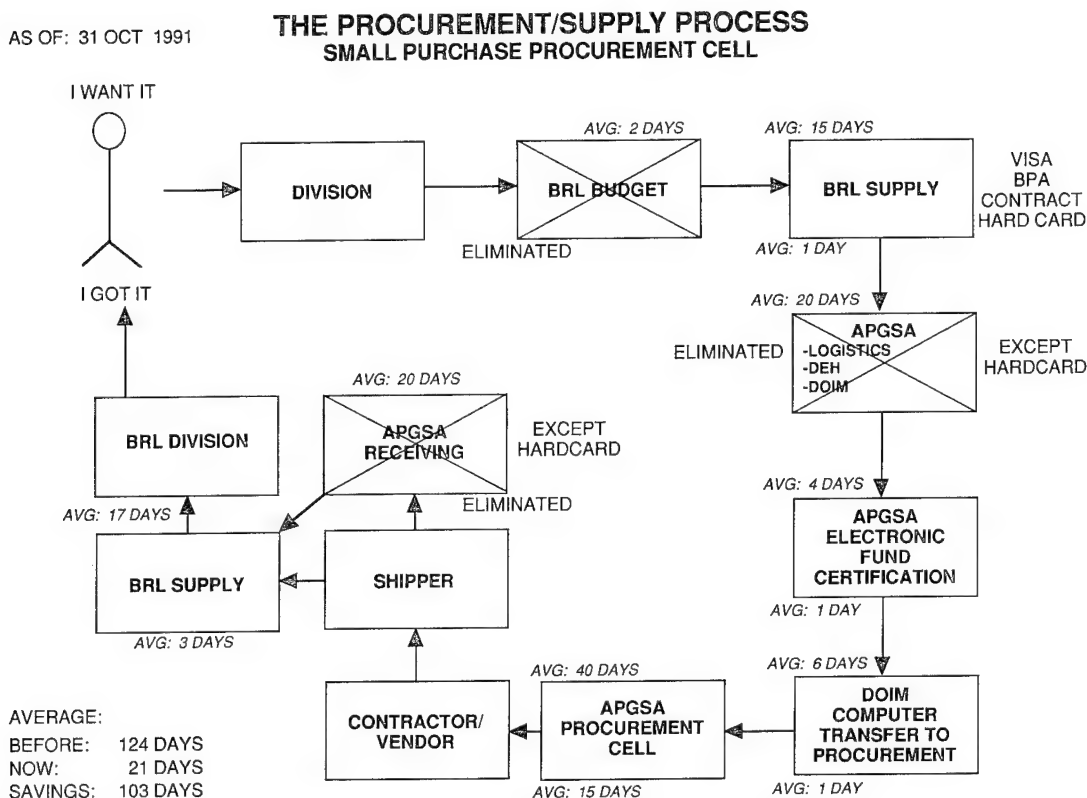 AS OF: 31 OCT 1991
THE PROCUREMENT/SUPPLY PROCESS
SMALL PURCHASE PROCUREMENT CELL
I WANT IT
DIVISION
AVG: 2 DAYS
BRL BUDGET
ELIMINATED
AVG: 15 DAYS
BRL SUPPLY
AVG: 1 DAY
VISA
BPA
CONTRACT
HARD CARD
AVG: 20 DAYS
ELIMINATED
APGSA
-LOGISTICS
-DEH
-DOIM
EXCEPT
HARDCARD
AVG: 4 DAYS
APGSA
ELECTRONIC
FUND
CERTIFICATION
AVG: 1 DAY
AVG: 6 DAYS
DOIM
COMPUTER
TRANSFER TO
PROCUREMENT
AVG: 1 DAY
AVG: 40 DAYS
APGSA
PROCUREMENT
CELL
AVG: 15 DAYS
CONTRACTOR/
VENDOR
SHIPPER
AVG: 20 DAYS
APGSA
RECEIVING
EXCEPT
HARDCARD
ELIMINATED
AVG: 17 DAYS
BRL SUPPLY
AVG: 3 DAYS
BRL DIVISION
I GOT IT
AVERAGE:
BEFORE: 124 DAYS
NOW: 21 DAYS
SAVINGS: 103 DAYS